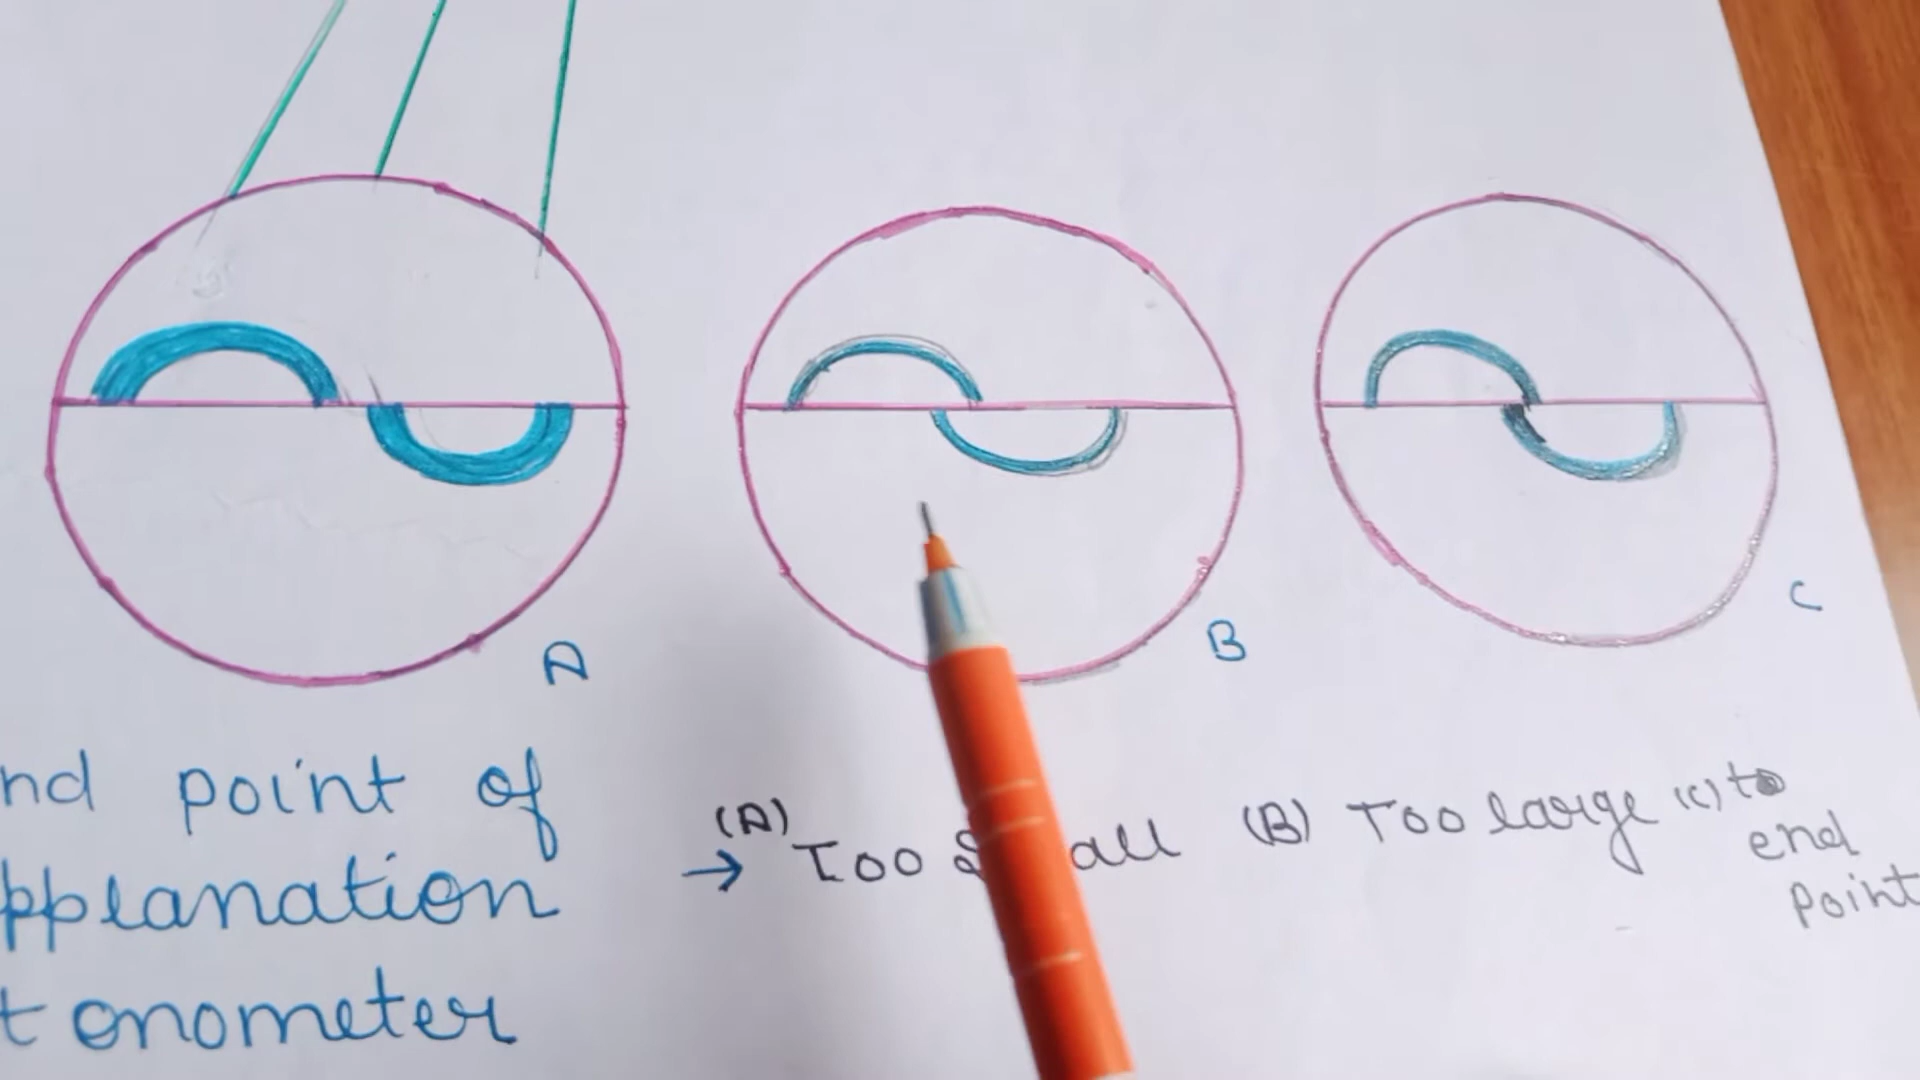 A
B
C
nd point of
pplanation
tonometer
→ (A) Too all (B) Too large (c) to
end
point